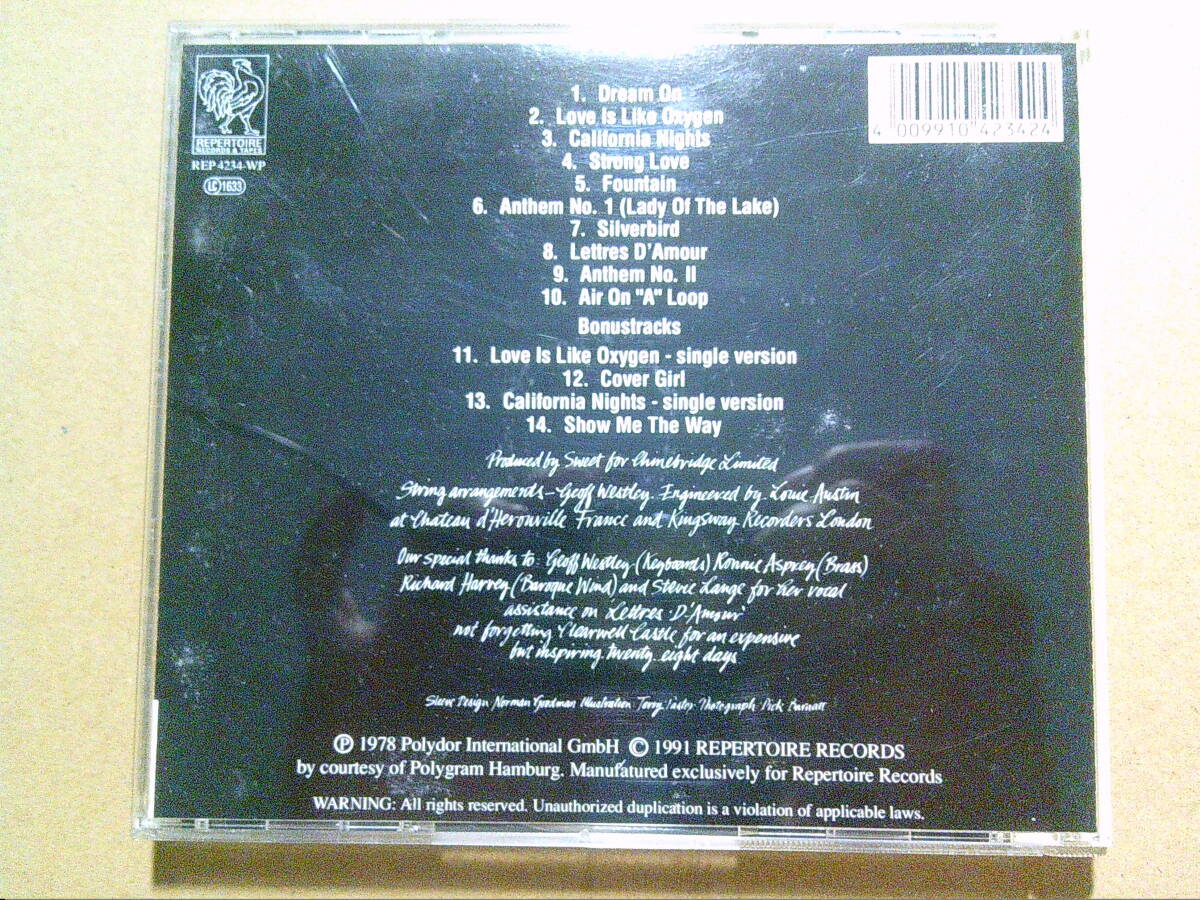 REPERTOIRE
RECORDS & TAPES
REP 4234-WP
LC 1633
4 009910 423424
1. Dream On
2. Love Is Like Oxygen
3. California Nights
4. Strong Love
5. Fountain
6. Anthem No. 1 (Lady Of The Lake)
7. Silverbird
8. Lettres D'Amour
9. Anthem No. II
10. Air On "A" Loop
Bonustracks
11. Love Is Like Oxygen - single version
12. Cover Girl
13. California Nights - single version
14. Show Me The Way
Produced by Sweet for Chinebridge Limited
String arrangements - Geoff Westley. Engineered by Louie Austin
at Chateau d'Herouville France and Kingsway Recorders London
Our special thanks to: Geoff Westley (Keyboards) Ronnie Asprey (Brass)
Richard Harvey (Baroque Wind) and Stevie Lange for her vocal
assistance on 'Lettres D'Amour'
not forgetting Clearwell Castle for an expensive
but inspiring twenty-eight days
Sleeve Design Norman Goodman Illustration Terry Photograph Dick Barnatt
℗ 1978 Polydor International GmbH © 1991 REPERTOIRE RECORDS
by courtesy of Polygram Hamburg. Manufatured exclusively for Repertoire Records
WARNING: All rights reserved. Unauthorized duplication is a violation of applicable laws.